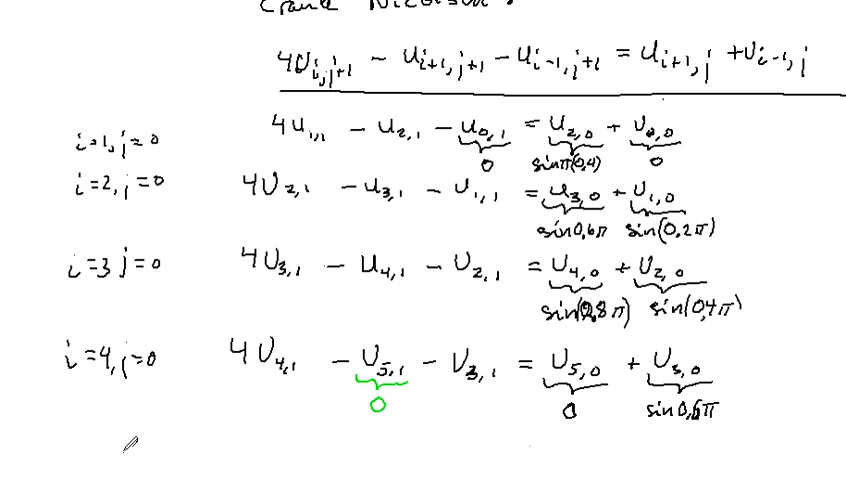 Crank Nicolson:
4U_{i,j+1} - U_{i+1,j+1} - U_{i-1,j+1} = U_{i+1,j} + U_{i-1,j}
i=1, j=0 4U_{1,1} - U_{2,1} - U_{0,1} = U_{2,0} + U_{0,0}
0 sinπ(0,4) 0
i=2, j=0 4U_{2,1} - U_{3,1} - U_{1,1} = U_{3,0} + U_{1,0}
sin0,6π sin(0,2π)
i=3 j=0 4U_{3,1} - U_{4,1} - U_{2,1} = U_{4,0} + U_{2,0}
sin(0,8π) sin(0,4π)
i=4, j=0 4U_{4,1} - U_{5,1} - U_{3,1} = U_{5,0} + U_{3,0}
0 0 sin0,6π